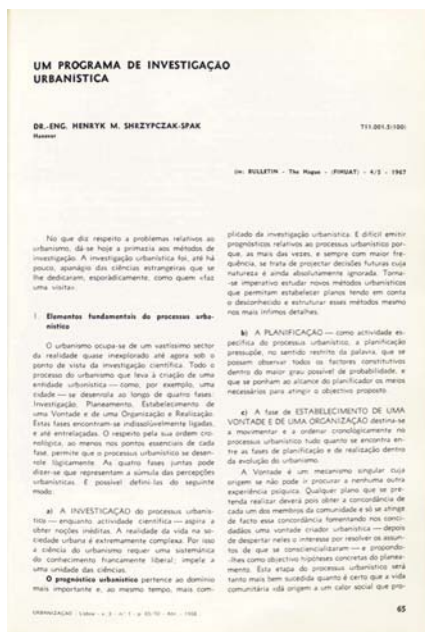 UM PROGRAMA DE INVESTIGAÇÃO
URBANÍSTICA
DR.-ENG. HENRYK M. SHRZYPCZAK-SPAK
Hanover
711.001.5(100)
in: BULLETIN - The Hague - (FIHUAT) - 4/5 - 1967
No que diz respeito a problemas relativos ao
urbanismo, dá-se hoje a primazia aos métodos de
investigação. A investigação urbanística foi, até há
pouco, apanágio das ciências estrangeiras que se
lhe dedicaram, esporàdicamente, como quem «faz
uma visita».
I. Elementos fundamentais do processo urba-
nístico
O urbanismo ocupa-se de um vastíssimo sector
da realidade quase inexplorado até agora sob o
ponto de vista da investigação científica. Todo o
processo do urbanismo que leva à criação de uma
entidade urbanística — como, por exemplo, uma
cidade — se desenrola ao longo de quatro fases:
Investigação, Planeamento, Estabelecimento de
uma Vontade e de uma Organização e Realização.
Estas fases encontram-se indissolùvelmente ligadas,
e até entrelaçadas. O respeito pela sua ordem cro-
nológica, ao menos nos pontos essenciais de cada
fase, permite que o processo urbanístico se desen-
role lògicamente. As quatro fases juntas pode
dizer-se que representam a súmula das percepções
urbanísticas. É possível defini-las do seguinte
modo:
a) A INVESTIGAÇÃO do processo urbanís-
tico — enquanto actividade científica — aspira a
obter noções inéditas. A realidade da vida na so-
ciedade urbana é extremamente complexa. Por isso
a ciência do urbanismo requer uma sistemática
do conhecimento francamente liberal; impele a
uma unidade das ciências.
O prognóstico urbanístico pertence ao domínio
mais importante e, ao mesmo tempo, mais com-
plicado da investigação urbanística. É difícil emitir
prognósticos relativos ao processus urbanístico por-
que, as mais das vezes, e sempre com maior fre-
quência, se trata de projectar decisões futuras cuja
natureza é ainda absolutamente ignorada. Torna-
-se imperativo estudar novos métodos urbanísticos
que permitam estabelecer planos tendo em conta
o desconhecido e estruturar esses métodos mesmo
nos mais ínfimos detalhes.
b) A PLANIFICAÇÃO — como actividade es-
pecífica do processus urbanístico, a planificação
pressupõe, no sentido restrito da palavra, que se
possam observar todos os factores constitutivos
dentro do maior grau possível de probabilidade, e
que se ponham ao alcance do planificador os meios
necessários para atingir o objectivo proposto.
c) A fase de ESTABELECIMENTO DE UMA
VONTADE E DE UMA ORGANIZAÇÃO destina-se
a movimentar e a ordenar cronològicamente no
processus urbanístico tudo quanto se encontra en-
tre as fases de planificação e de realização dentro
da evolução do urbanismo.
A Vontade é um mecanismo singular cuja
origem se não pode ir procurar a nenhuma outra
experiência psíquica. Qualquer plano que se pre-
tenda realizar deverá pois obter a concordância de
cada um dos membros da comunidade e só se atinge
de facto essa concordância fomentando nos conci-
dadãos uma vontade criador urbanística — depois
de despertar neles o interesse por resolver os assun-
tos de que se consciencializaram — e propondo-
-lhes como objectivo hipóteses concretas do planea-
mento. Esta etapa do processus urbanístico será
tanto mais bem sucedida quanto é certo que a vida
comunitária vidá origem a um calor social que pro-
URBANIZAÇÃO - Lisboa - v. 3 - n.º 1 - p. 65/70 - 1968
65